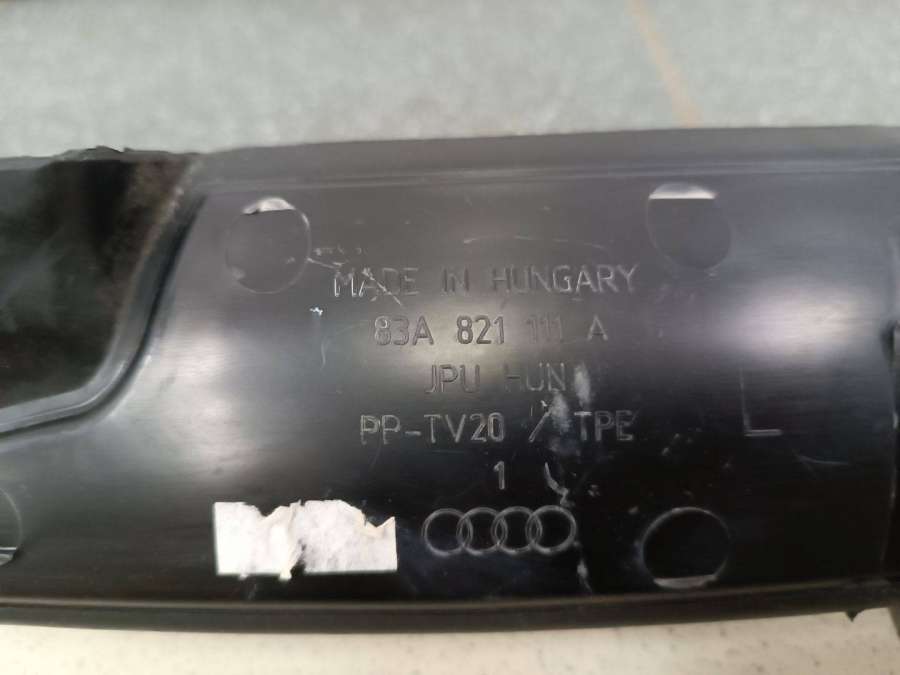 MADE IN HUNGARY
83A 821 111 A
JPU HUN
PP-TV20 / TPE
L
1